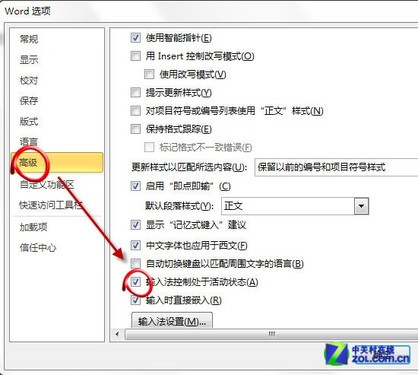 Word 选项
常规
显示
校对
保存
版式
语言
高级
自定义功能区
快速访问工具栏
加载项
信任中心
使用智能指针(E)
用 Insert 控制改写模式(O)
使用改写模式(V)
提示更新样式(Y)
对项目符号或编号列表使用“正文”样式(N)
保持格式跟踪(E)
标记格式不一致错误(F)
更新样式以匹配所选内容(U): 保留以前的编号和项目符号样式
启用“即点即输”(C)
默认段落样式(Y): 正文
显示“记忆式键入”建议
中文字体也应用于西文(F)
自动切换键盘以匹配周围文字的语言(B)
输入法控制处于活动状态(A)
输入时直接嵌入(R)
输入法设置(M)...
中关村在线
ZOL.COM.CN